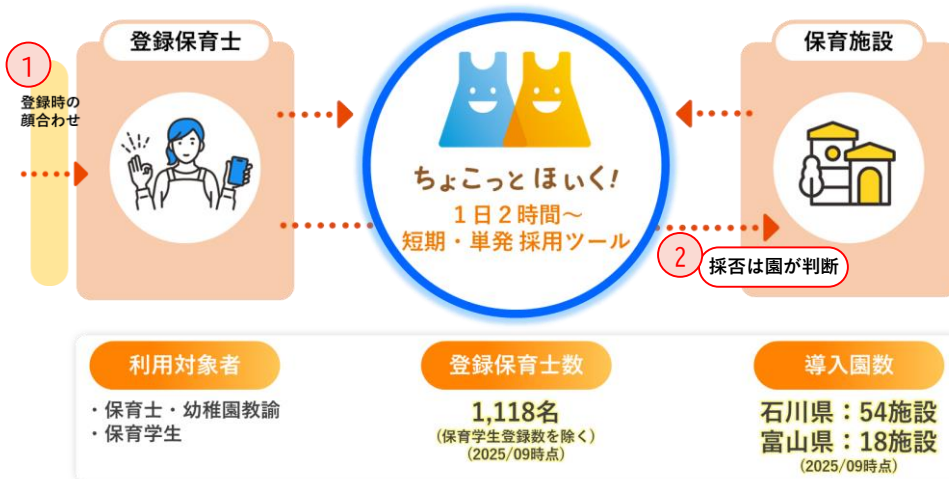 登録保育士
保育施設
1
登録時の
顔合わせ
ちょこっとほいく!
1日2時間～
短期・単発 採用ツール
2
採否は園が判断
利用対象者
・保育士・幼稚園教諭
・保育学生
登録保育士数
1,118名
(保育学生登録数を除く)
(2025/09時点)
導入園数
石川県：54施設
富山県：18施設
(2025/09時点)